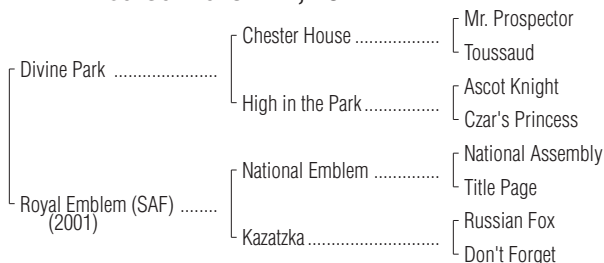 Mr. Prospector
Chester House ..................
Toussaud
Divine Park ......................
Ascot Knight
High in the Park ................
Czar's Princess
National Assembly
National Emblem ..............
Title Page
Royal Emblem (SAF) ........
(2001)
Russian Fox
Kazatzka ............................
Don't Forget